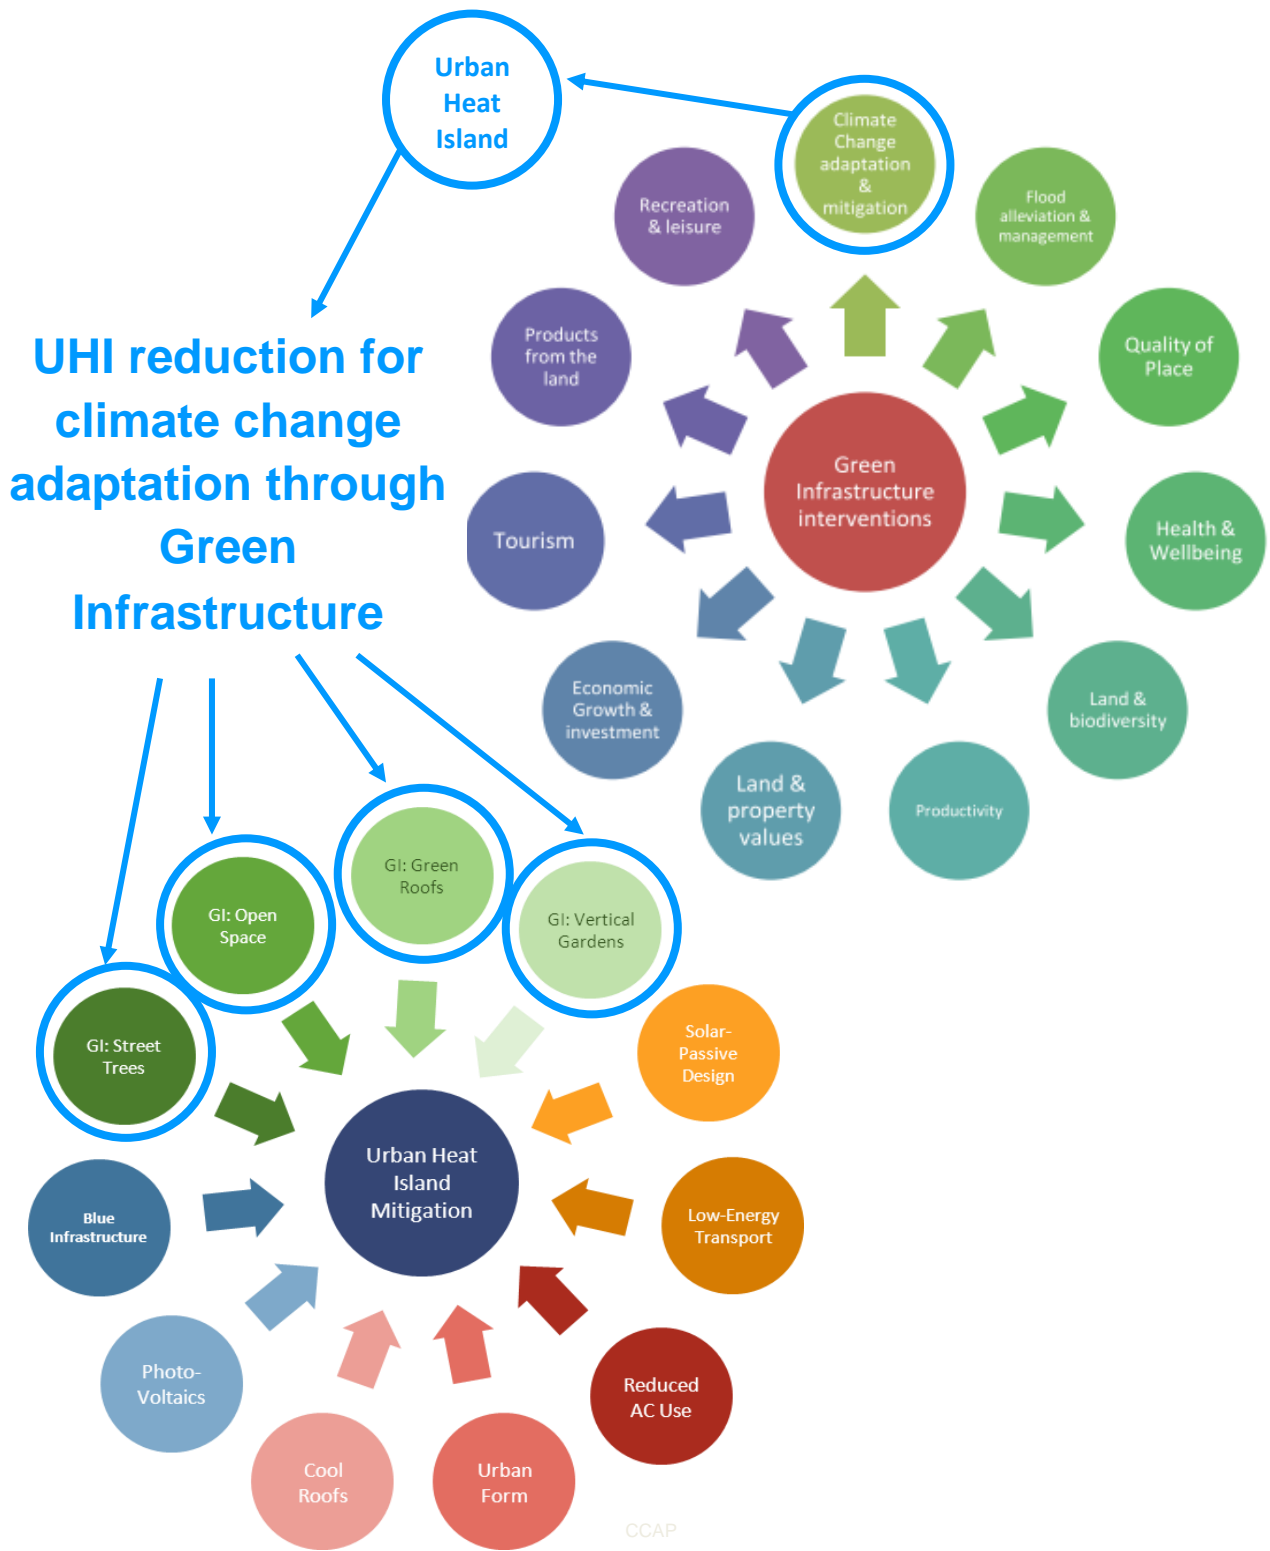 Urban
Heat
Island
Climate
Change
adaptation
&
mitigation
Flood
alleviation &
management
Recreation
& leisure
Products
from the
land
Quality of
Place
UHI reduction for
climate change
adaptation through
Green
Infrastructure
Green
Infrastructure
interventions
Tourism
Health &
Wellbeing
Economic
Growth &
investment
Land &
biodiversity
Land &
property
values
Productivity
GI: Green
Roofs
GI: Open
Space
GI: Vertical
Gardens
GI: Street
Trees
Solar-
Passive
Design
Urban Heat
Island
Mitigation
Blue
Infrastructure
Low-Energy
Transport
Photo-
Voltaics
Reduced
AC Use
Cool
Roofs
Urban
Form
CCAP